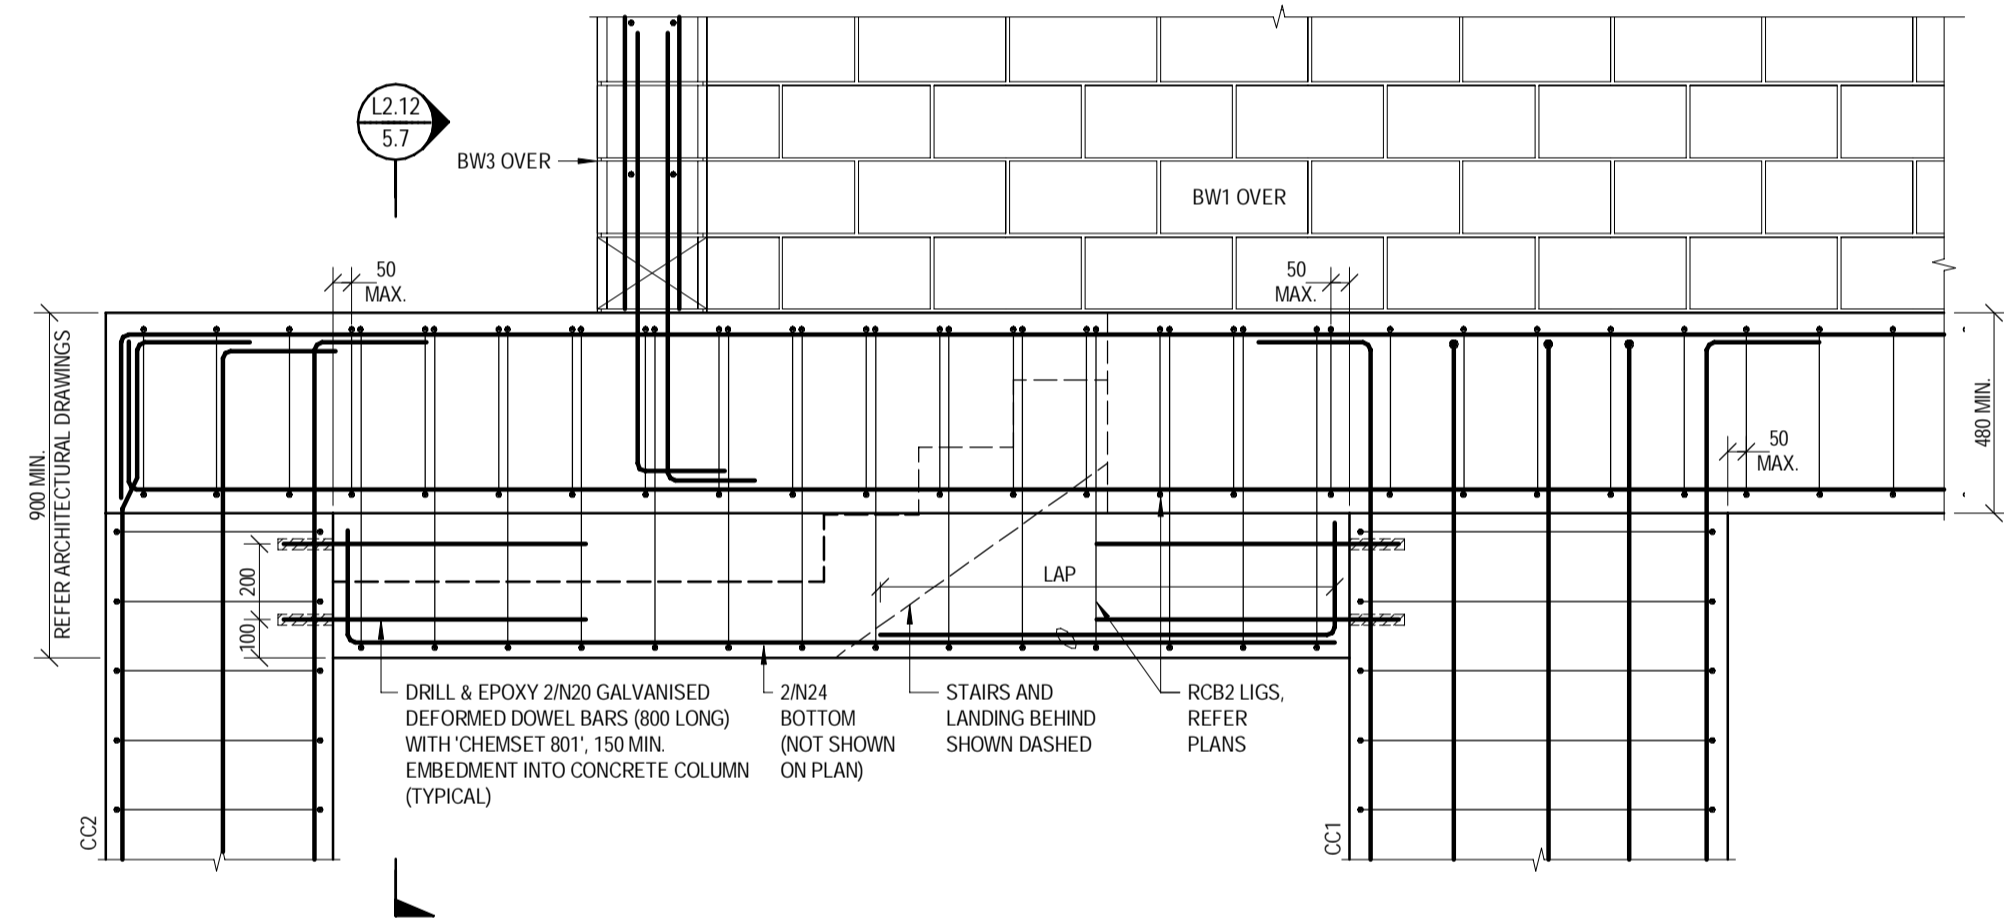 L2.12
5.7
BW3 OVER
BW1 OVER
50
MAX.
50
MAX.
900 MIN.
REFER ARCHITECTURAL DRAWINGS
480 MIN.
50
MAX.
200
100
LAP
DRILL & EPOXY 2/N20 GALVANISED
DEFORMED DOWEL BARS (800 LONG)
WITH 'CHEMSET 801', 150 MIN.
EMBEDMENT INTO CONCRETE COLUMN
(TYPICAL)
2/N24
BOTTOM
(NOT SHOWN
ON PLAN)
STAIRS AND
LANDING BEHIND
SHOWN DASHED
RCB2 LIGS,
REFER
PLANS
CC2
CC1